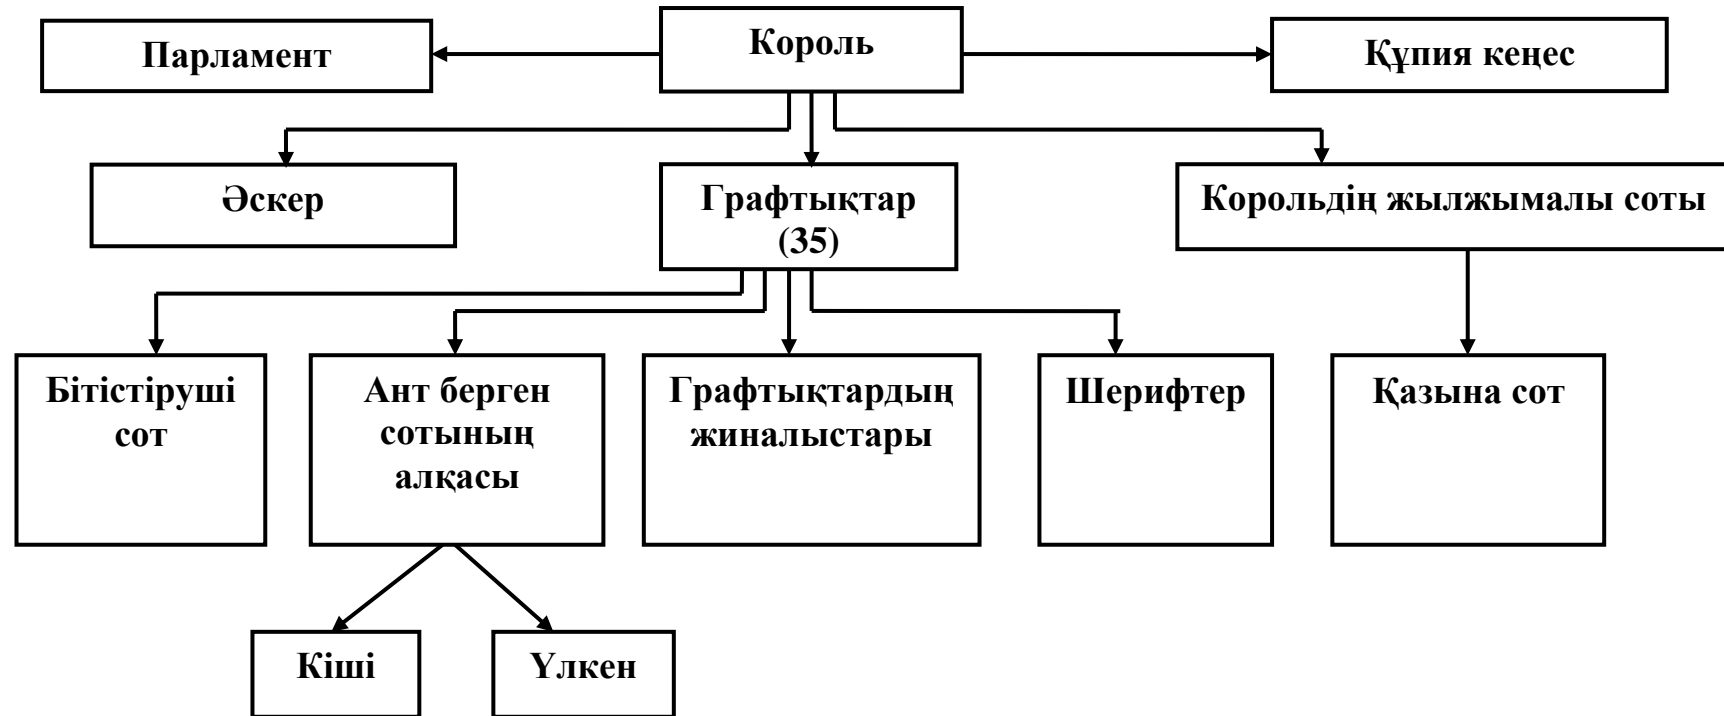 Парламент
Король
Құпия кеңес
Әскер
Графтықтар
(35)
Корольдің жылжымалы соты
Бітістіруші
сот
Ант берген
сотының
алқасы
Графтықтардың
жиналыстары
Шерифтер
Қазына сот
Кіші
Үлкен